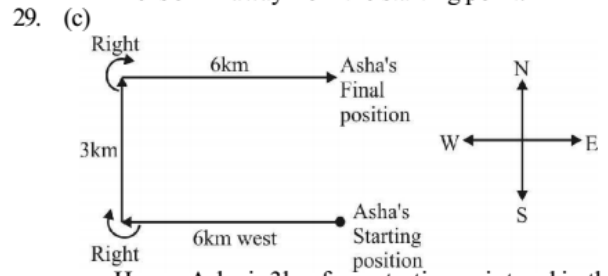 29. (c)
Right
6km
Asha's
Final
position
N
W
E
S
3km
6km west
Asha's
Starting
position
Right